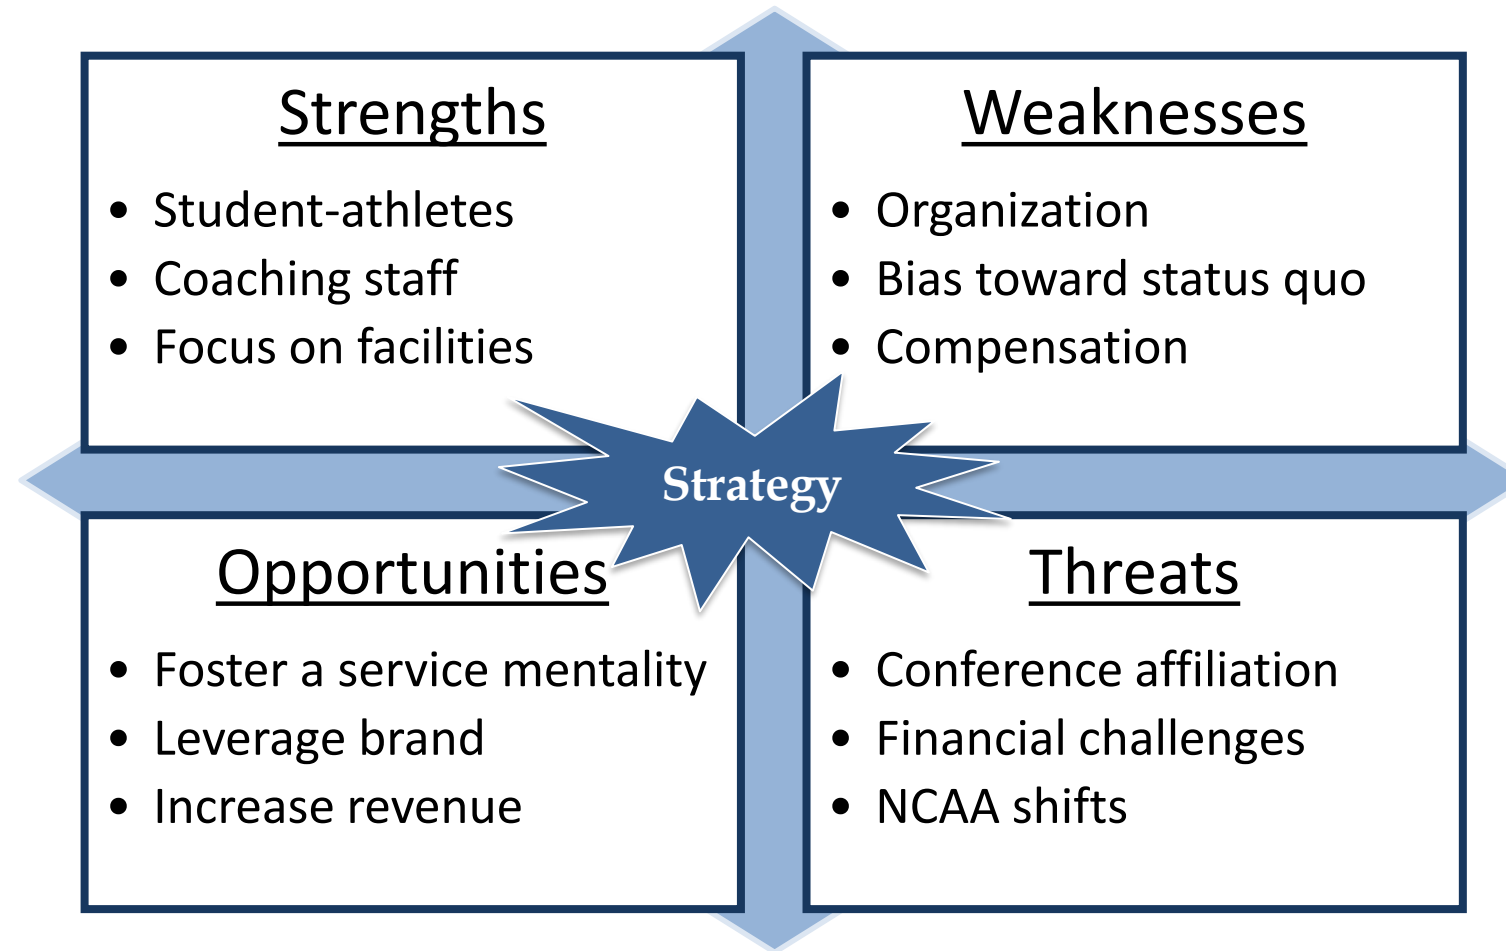 Strengths
• Student-athletes
• Coaching staff
• Focus on facilities
Weaknesses
• Organization
• Bias toward status quo
• Compensation
Strategy
Opportunities
• Foster a service mentality
• Leverage brand
• Increase revenue
Threats
• Conference affiliation
• Financial challenges
• NCAA shifts